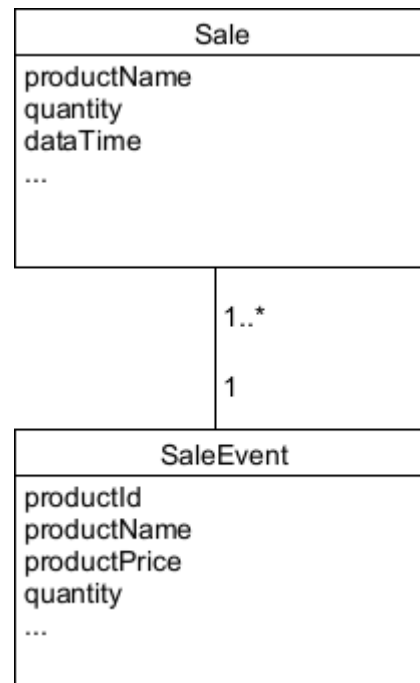 Sale
productName
quantity
dataTime
...
1..*
1
SaleEvent
productId
productName
productPrice
quantity
...